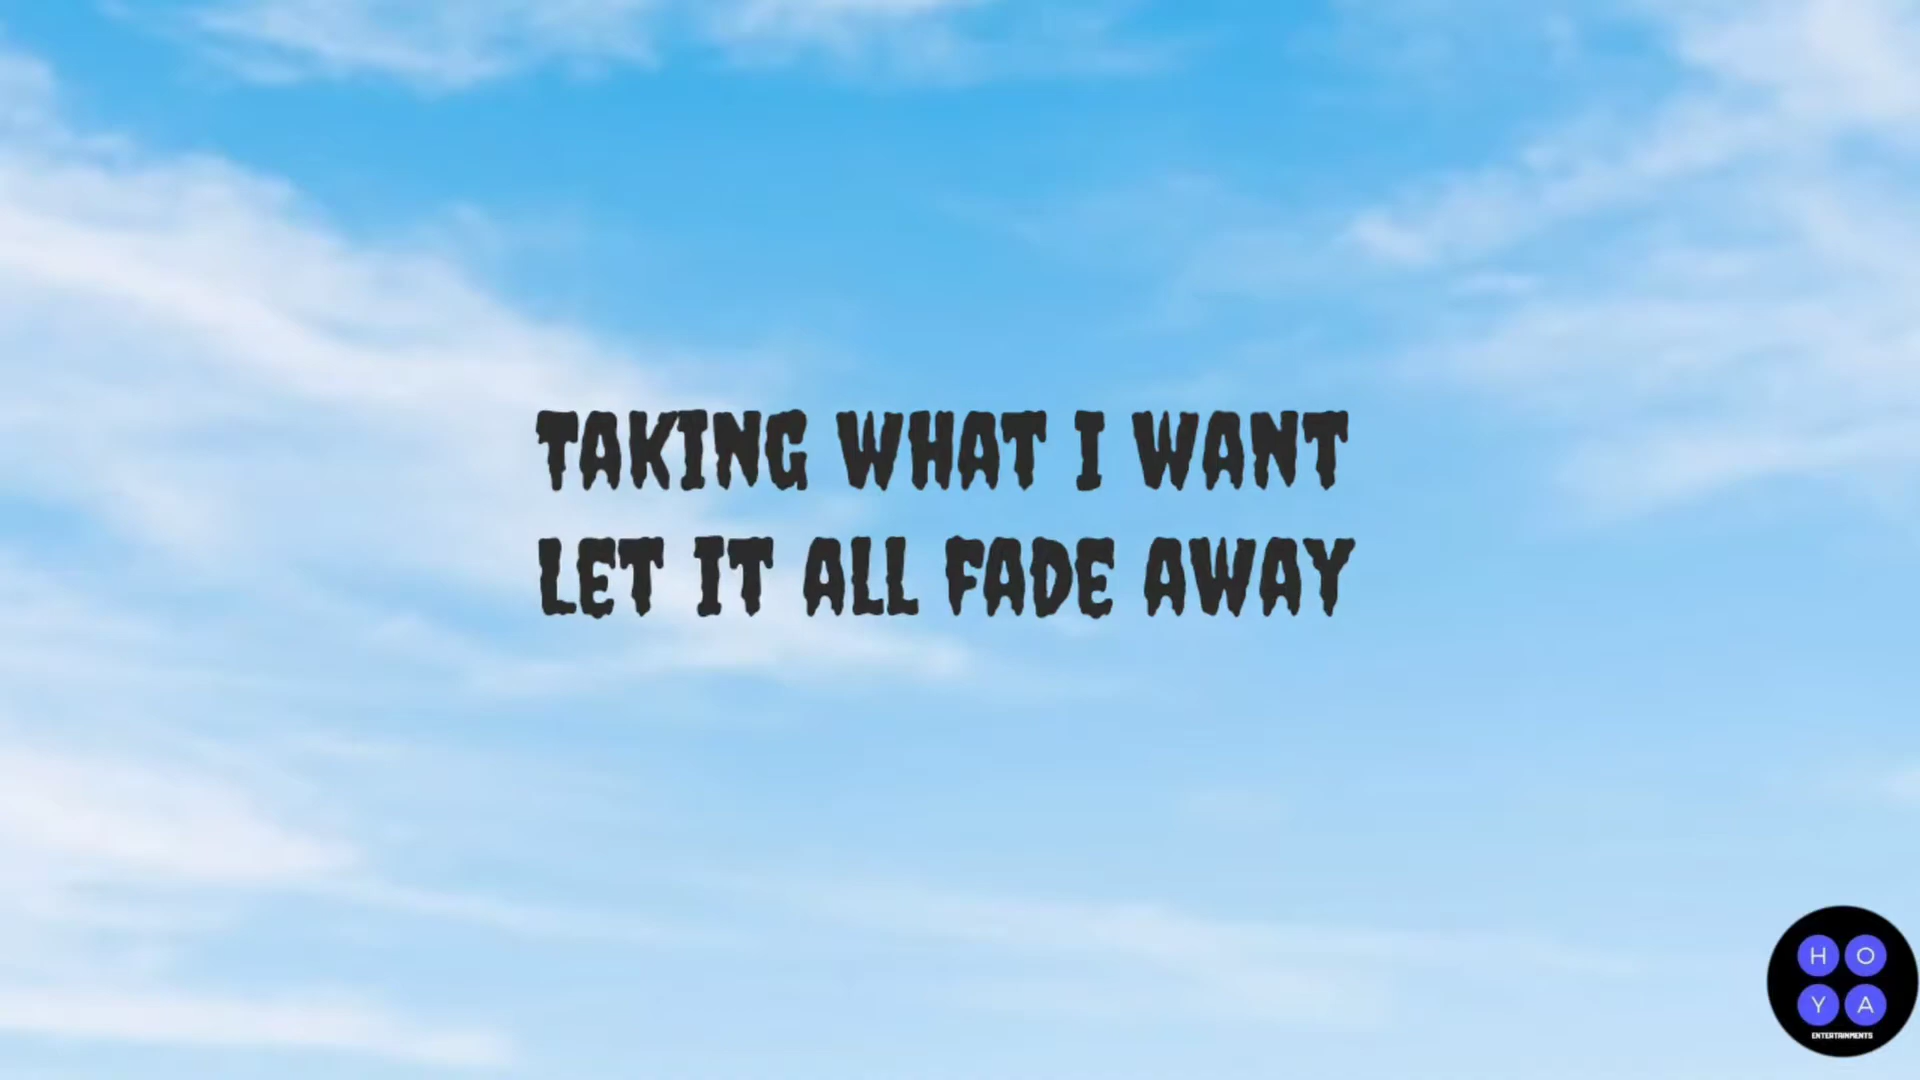 TAKING WHAT I WANT
LET IT ALL FADE AWAY
H O
Y A
ENTERTAINMENTS